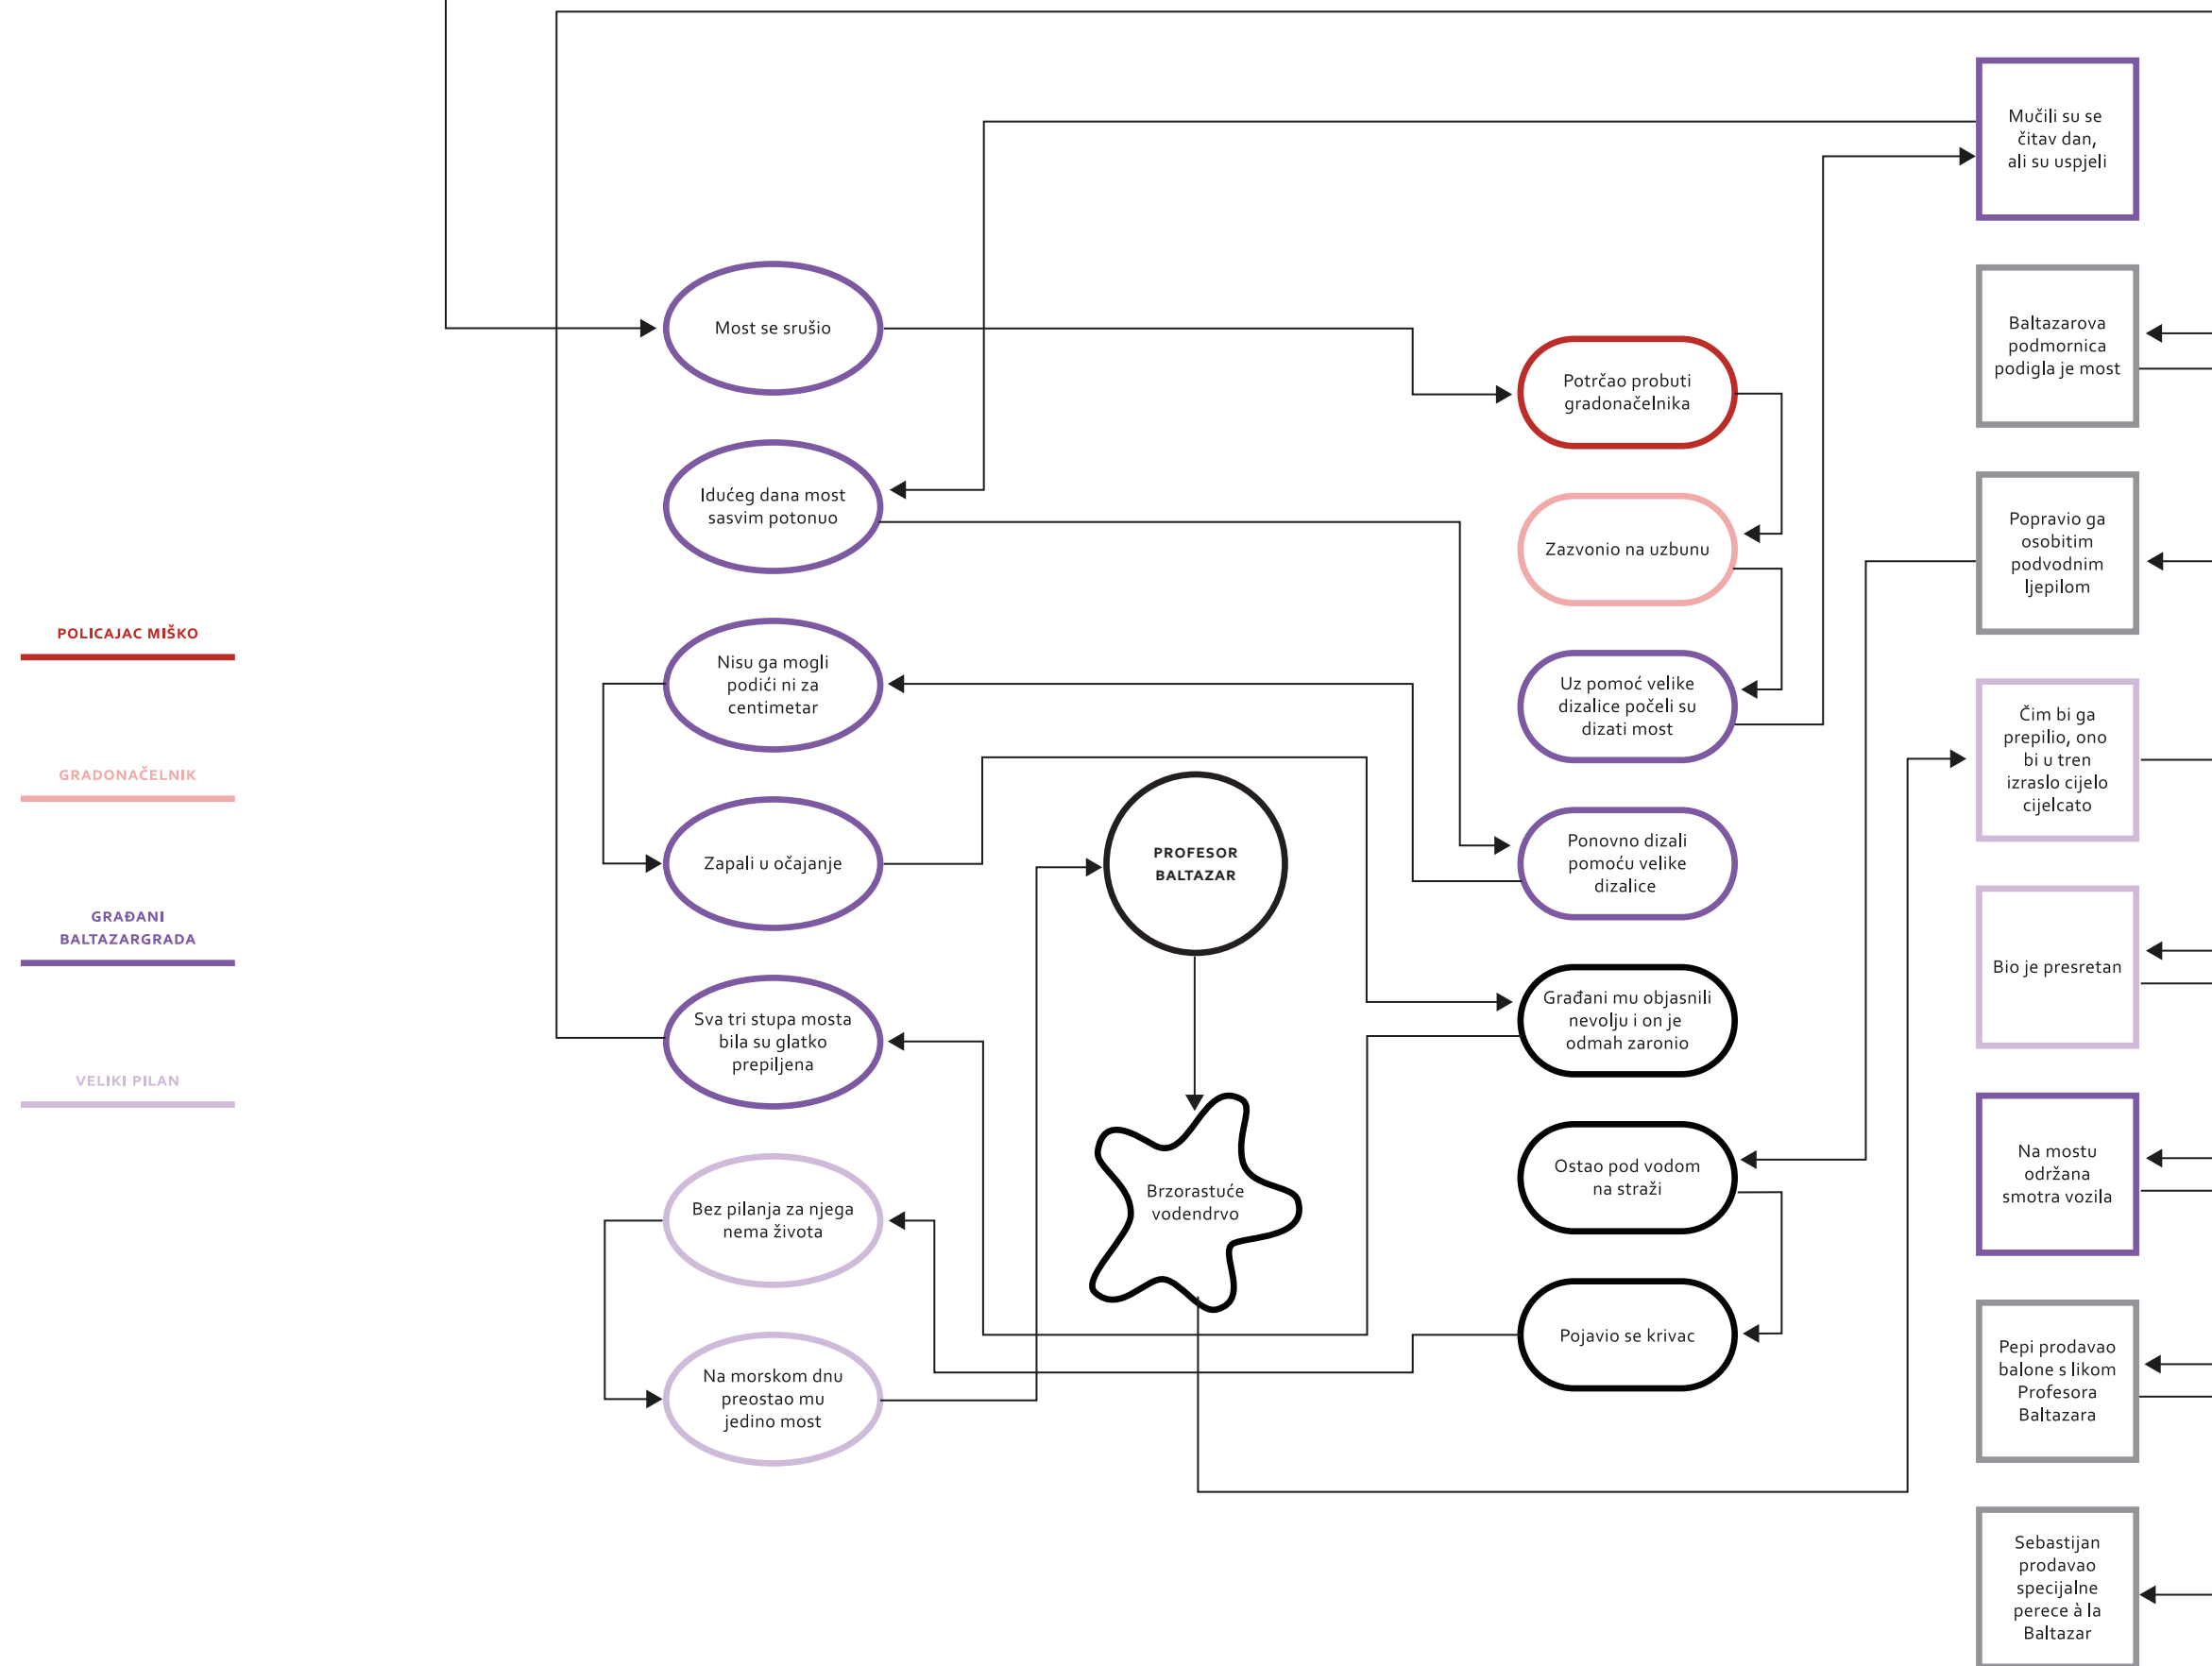 POLICAJAC MIŠKO
GRADONAČELNIK
GRAĐANI
BALTAZARGRADA
VELIKI PILAN
Most se srušio
Idućeg dana most
sasvim potonuo
Nisu ga mogli
podići ni za
centimetar
Zapali u očajanje
Sva tri stupa mosta
bila su glatko
prepiljena
Bez pilanja za njega
nema života
Na morskom dnu
preostao mu
jedino most
PROFESOR
BALTAZAR
Brzorastuće
vodendrvo
Potrčao probuti
gradonačelnika
Zazvonio na uzbunu
Uz pomoć velike
dizalice počeli su
dizati most
Ponovno dizali
pomoću velike
dizalice
Građani mu objasnili
nevolju i on je
odmah zaronio
Ostao pod vodom
na straži
Pojavio se krivac
Mučili su se
čitav dan,
ali su uspjeli
Baltazarova
podmornica
podigla je most
Popravio ga
osobitim
podvodnim
ljepilom
Čim bi ga
prepilio, ono
bi u tren
izraslo cijelo
cijelcato
Bio je presretan
Na mostu
održana
smotra vozila
Pepi prodavao
balone s likom
Profesora
Baltazara
Sebastijan
prodavao
specijalne
perece à la
Baltazar